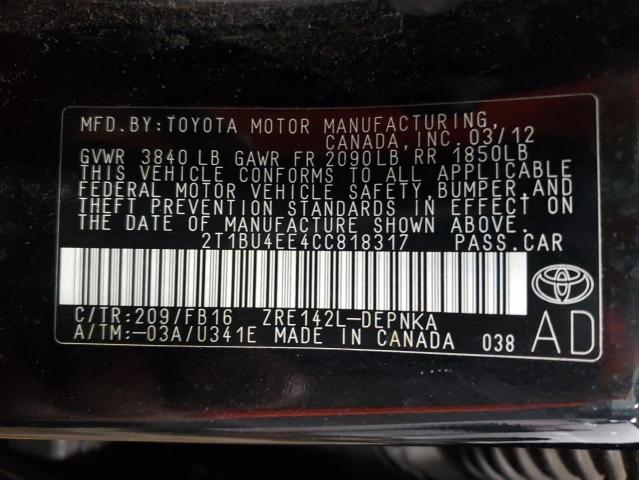 MFD.BY:TOYOTA MOTOR MANUFACTURING,
CANADA, INC. 03/12
GVWR 3840 LB GAWR FR 2090LB RR 1850LB
THIS VEHICLE CONFORMS TO ALL APPLICABLE
FEDERAL MOTOR VEHICLE SAFETY, BUMPER, AND
THEFT PREVENTION STANDARDS IN EFFECT ON
THE DATE OF MANUFACTURE SHOWN ABOVE.
2T1BU4EE4CC818317 PASS.CAR
C/TR:209/FB16 ZRE142L-DEPNKA
A/TM:-03A/U341E MADE IN CANADA 038
AD